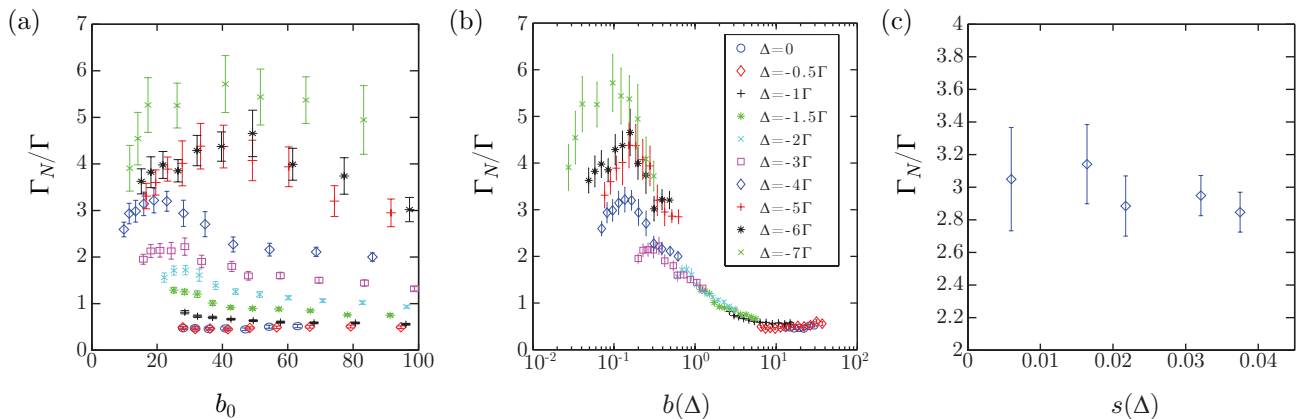 (a)
7
6
5
4
3
2
1
0
0 20 40 60 80 100
Γ_N/Γ
b_0
(b)
7
6
5
4
3
2
1
0
10^-2 10^-1 10^0 10^1 10^2
Γ_N/Γ
b(Δ)
Δ=0
Δ=-0.5Γ
Δ=-1Γ
Δ=-1.5Γ
Δ=-2Γ
Δ=-3Γ
Δ=-4Γ
Δ=-5Γ
Δ=-6Γ
Δ=-7Γ
(c)
4
3.8
3.6
3.4
3.2
3
2.8
2.6
2.4
2.2
2
0 0.01 0.02 0.03 0.04
Γ_N/Γ
s(Δ)